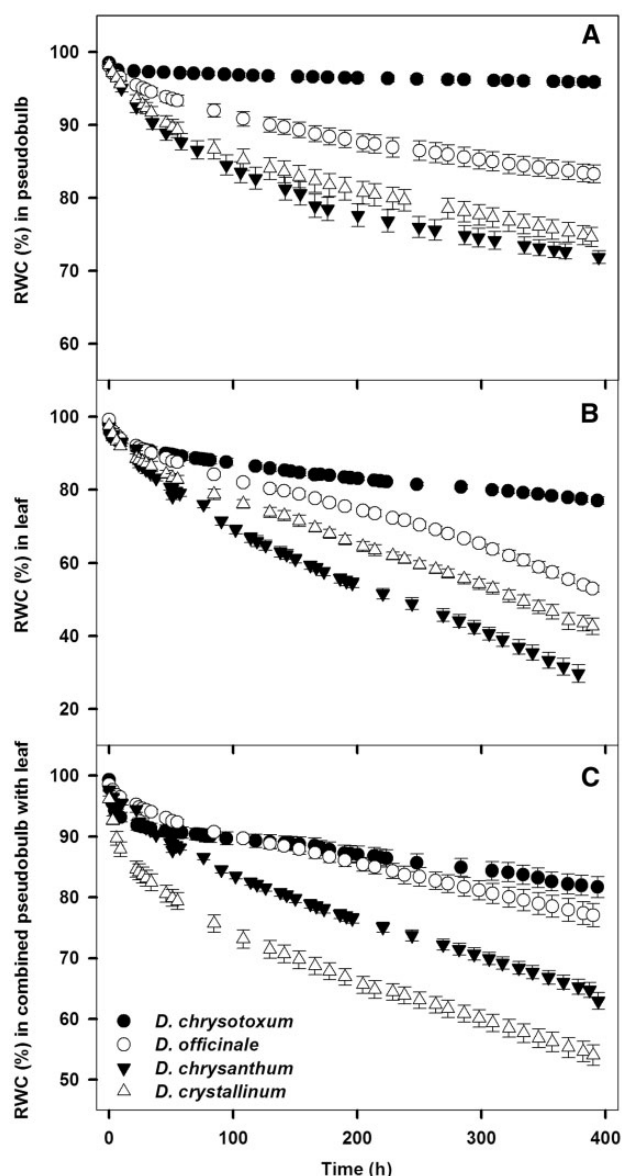 A
100
90
80
70
60
RWC (%) in pseudobulb
B
100
80
60
40
20
RWC (%) in leaf
C
100
90
80
70
60
50
RWC (%) in combined pseudobulb with leaf
D. chrysotoxum
D. officinale
D. chrysanthum
D. crystallinum
0 100 200 300 400
Time (h)